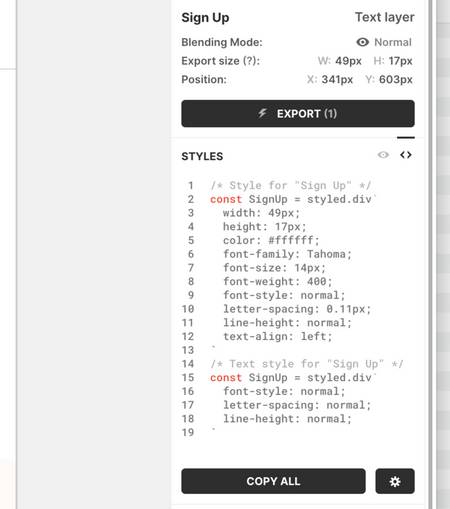 Sign Up Text layer
Blending Mode: Normal
Export size (?): W: 49px H: 17px
Position: X: 341px Y: 603px
EXPORT (1)
STYLES
1 /* Style for "Sign Up" */
2 const SignUp = styled.div`
3 width: 49px;
4 height: 17px;
5 color: #ffffff;
6 font-family: Tahoma;
7 font-size: 14px;
8 font-weight: 400;
9 font-style: normal;
10 letter-spacing: 0.11px;
11 line-height: normal;
12 text-align: left;
13 `
14 /* Text style for "Sign Up" */
15 const SignUp = styled.div`
16 font-style: normal;
17 letter-spacing: normal;
18 line-height: normal;
19 `
COPY ALL